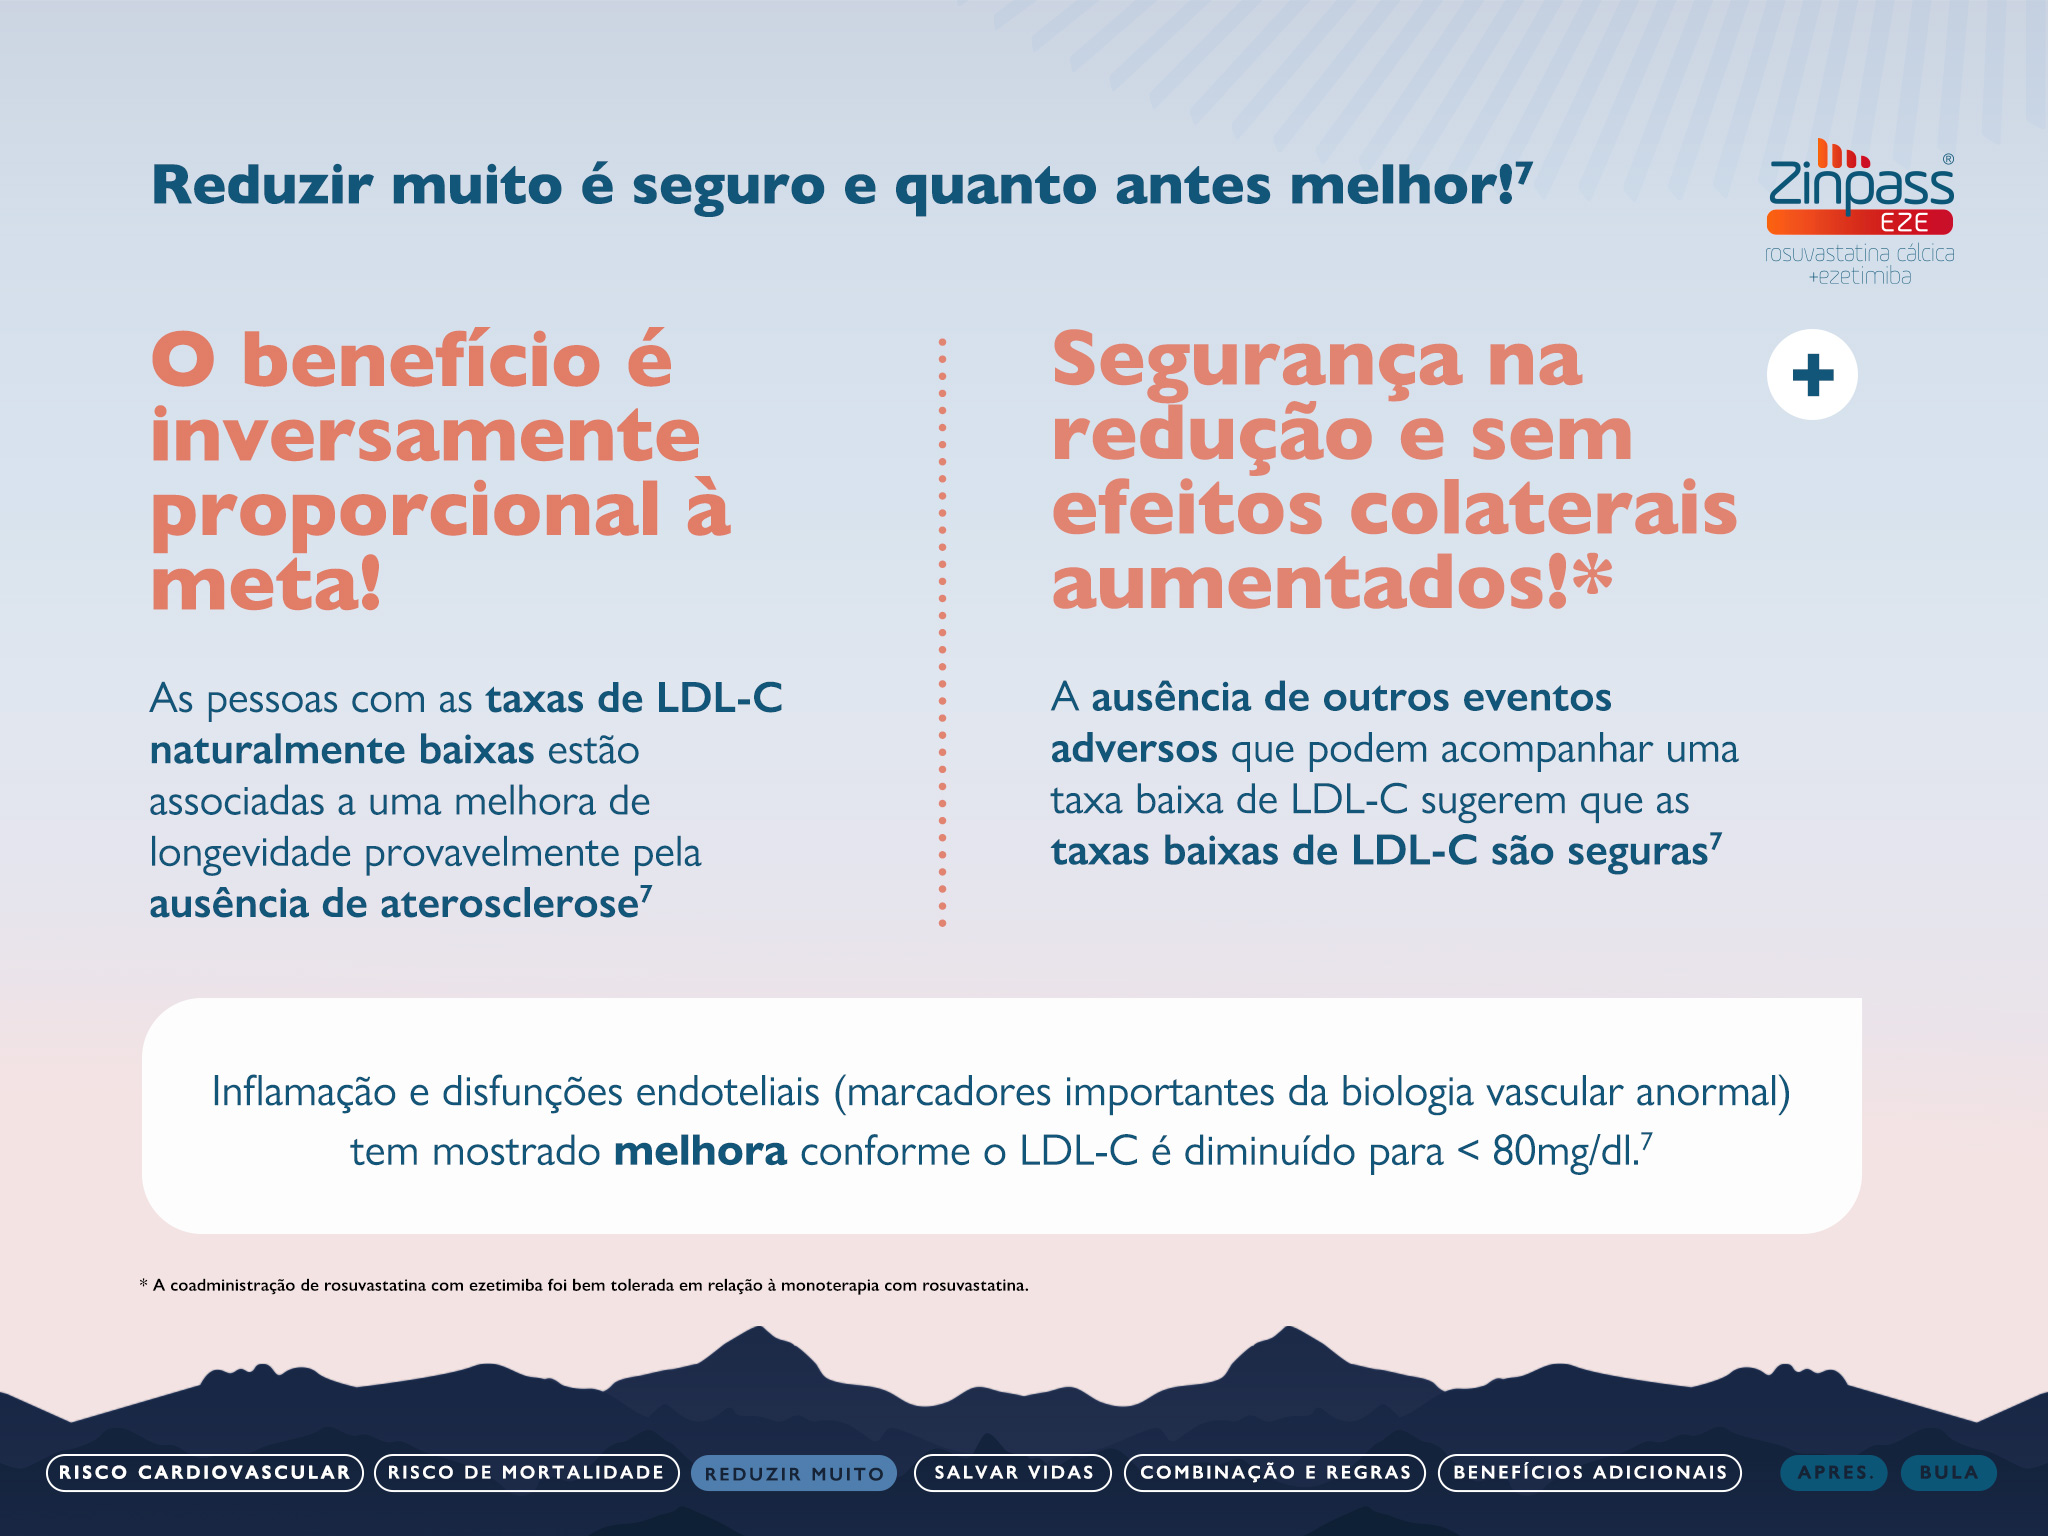 Reduzir muito é seguro e quanto antes melhor!⁷
Zinpass®
EZE
rosuvastatina cálcica
+ezetimiba
O benefício é
inversamente
proporcional à
meta!
As pessoas com as taxas de LDL-C
naturalmente baixas estão
associadas a uma melhora de
longevidade provavelmente pela
ausência de aterosclerose⁷
Segurança na
redução e sem
efeitos colaterais
aumentados!*
+
A ausência de outros eventos
adversos que podem acompanhar uma
taxa baixa de LDL-C sugerem que as
taxas baixas de LDL-C são seguras⁷
Inflamação e disfunções endoteliais (marcadores importantes da biologia vascular anormal)
tem mostrado melhora conforme o LDL-C é diminuído para < 80mg/dl.⁷
* A coadministração de rosuvastatina com ezetimiba foi bem tolerada em relação à monoterapia com rosuvastatina.
RISCO CARDIOVASCULAR RISCO DE MORTALIDADE REDUZIR MUITO SALVAR VIDAS COMBINAÇÃO E REGRAS BENEFÍCIOS ADICIONAIS APRES. BULA